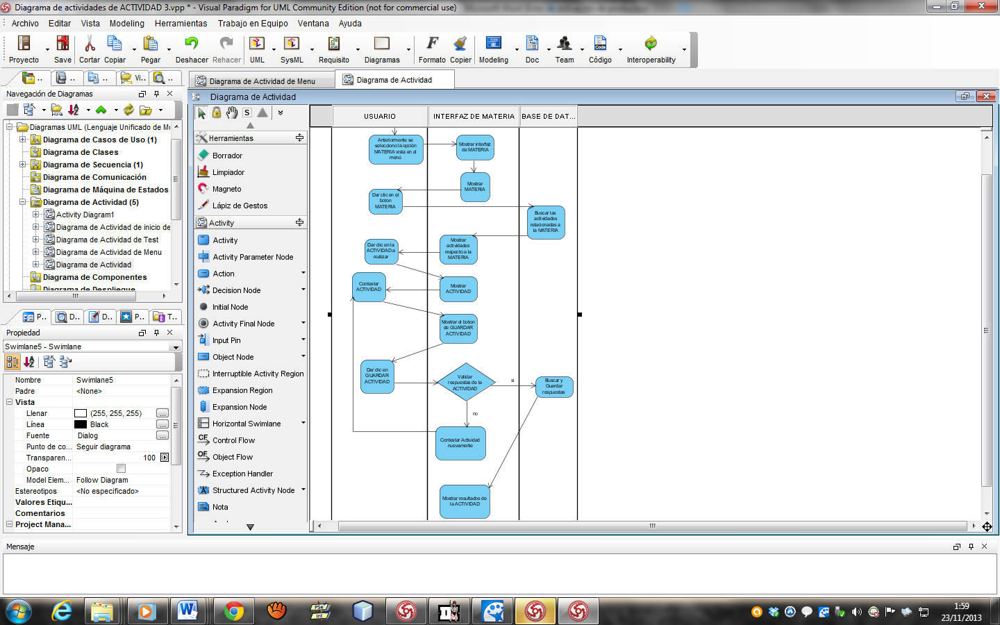 Diagrama de actividades de ACTIVIDAD 3.vpp * - Visual Paradigm for UML Community Edition (not for commercial use)
Archivo Editar Vista Modeling Herramientas Trabajo en Equipo Ventana Ayuda
Proyecto Save Cortar Copiar Pegar Deshacer Rehacer UML SysML Requisito Diagramas Formato Copier Modeling Doc Team Código Interoperability
.. .. .. Vi.. ..
Diagrama de Actividad de Menu
Diagrama de Actividad
Navegación de Diagramas
Diagrama de Actividad
Diagramas UML (Lenguaje Unificado de Mo
Diagrama de Casos de Uso (1)
Diagrama de Clases
Diagrama de Secuencia (1)
Diagrama de Comunicación
Diagrama de Máquina de Estados
Diagrama de Actividad (5)
Activity Diagram1
Diagrama de Actividad de inicio de
Diagrama de Actividad de Test
Diagrama de Actividad de Menu
Diagrama de Actividad
Diagrama de Componentes
Diagrama de Despliegue
P.. D.. D.. P.. T..
Propiedad
Swimlane5 - Swimlane
Nombre Swimlane5
Padre <None>
Vista
Llenar (255, 255, 255) ...
Línea Black ...
Fuente Dialog ...
Punto de co... Seguir diagrama
Transparen... 100
Opaco
Model Elem... Follow Diagram
Estereotipos <No especificado>
Valores Etiqu...
Comentarios
Project Mana...
S
Herramientas
Borrador
Limpiador
Magneto
Lápiz de Gestos
Activity
Activity
Activity Parameter Node
Action
Decision Node
Initial Node
Activity Final Node
Input Pin
Object Node
Interruptible Activity Region
Expansion Region
Expansion Node
Horizontal Swimlane
CF Control Flow
OF Object Flow
Exception Handler
Structured Activity Node
Nota
USUARIO
INTERFAZ DE MATERIA
BASE DE DAT...
Arteriormente se
selecciono la opción
MATERIA vista en el
menú
Mostrar interfaz
de MATERIA
Mostrar
MATERIA
Dar clic en el
boton
MATERIA
Buscar las
actividades
relacionadas a
la MATERIA
Mostrar
actividades
respecto a la
MATERIA
Dar clic en la
ACTIVIDAD a
realizar
Mostrar
ACTIVIDAD
Contestar
ACTIVIDAD
Mostrar el boton
de GUARDAR
ACTIVIDAD
Dar clic en
GUARDAR
ACTIVIDAD
Validar
respuestas de la
ACTIVIDAD
si
Buscar y
Guardar
respuestas
no
Contestar Actividad
nuevamente
Mostrar resultados de
la ACTIVIDAD
Mensaje
PSe
Int
D
1:59
23/11/2013